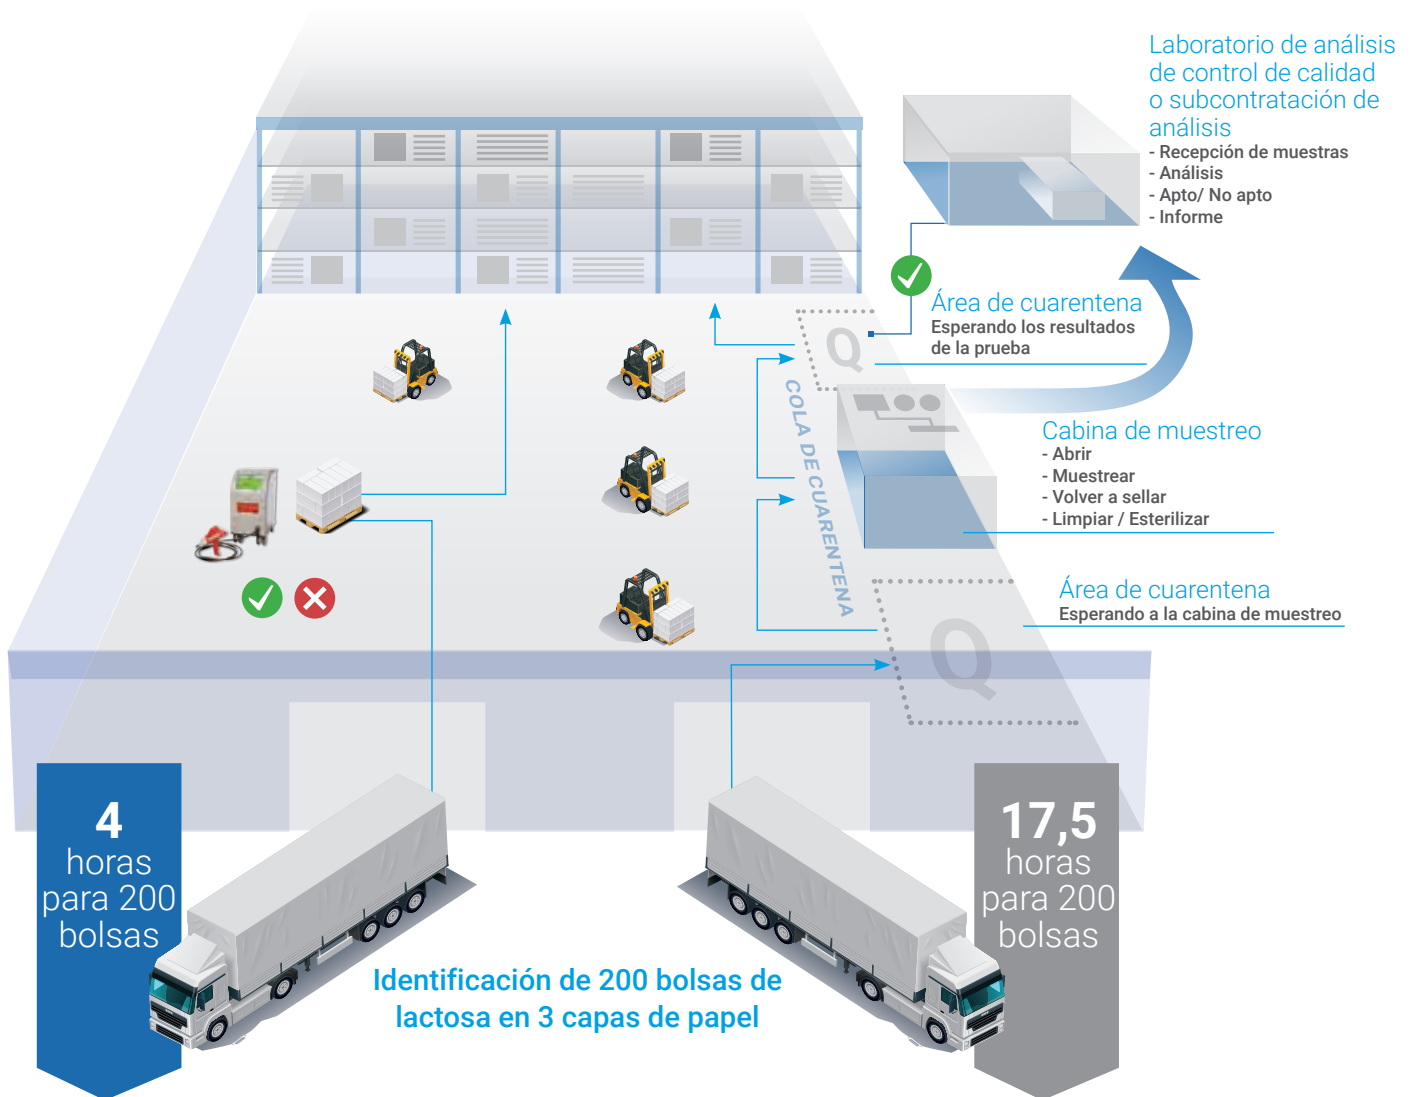 Laboratorio de análisis
de control de calidad
o subcontratación de
análisis
- Recepción de muestras
- Análisis
- Apto/ No apto
- Informe
Área de cuarentena
Esperando los resultados
de la prueba
Q
COLA DE CUARENTENA
Cabina de muestreo
- Abrir
- Muestrear
- Volver a sellar
- Limpiar / Esterilizar
Área de cuarentena
Esperando a la cabina de muestreo
Q
4
horas
para 200
bolsas
17,5
horas
para 200
bolsas
Identificación de 200 bolsas de
lactosa en 3 capas de papel